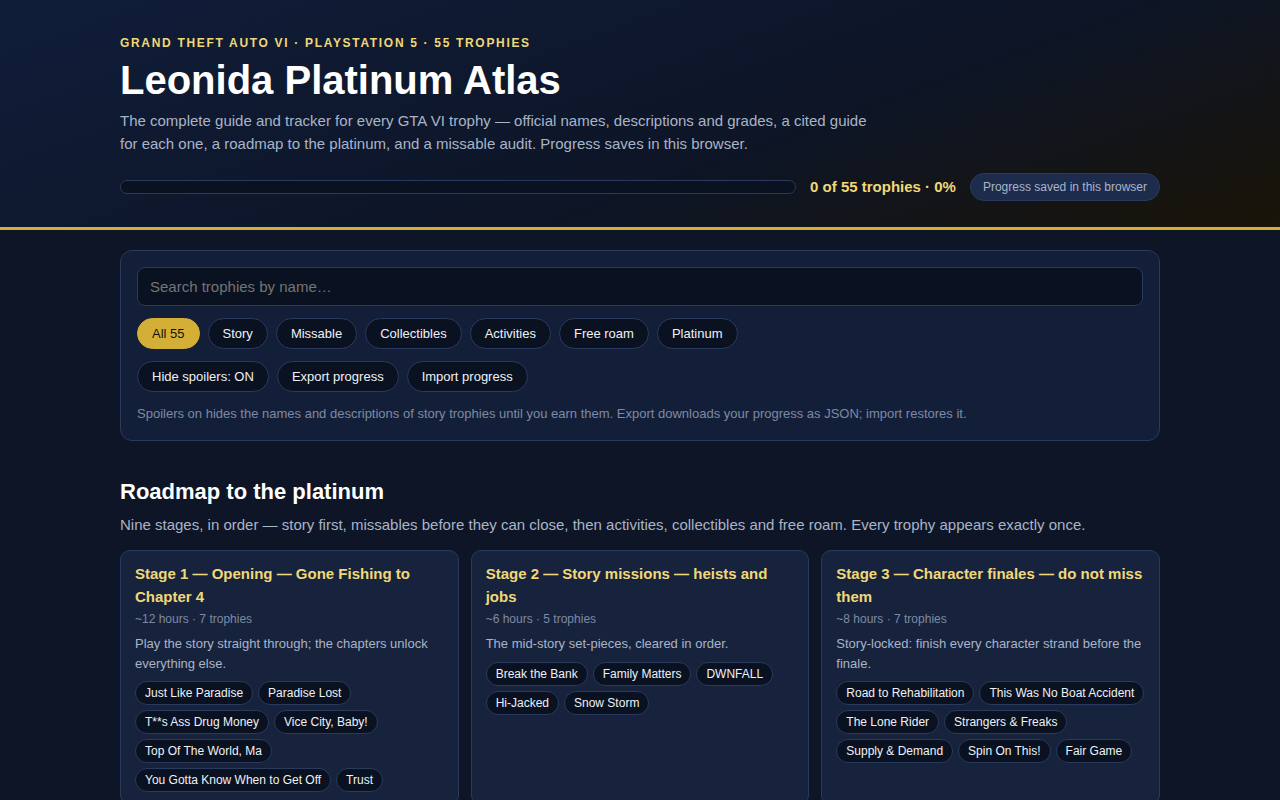 GRAND THEFT AUTO VI · PLAYSTATION 5 · 55 TROPHIES
Leonida Platinum Atlas
The complete guide and tracker for every GTA VI trophy — official names, descriptions and grades, a cited guide
for each one, a roadmap to the platinum, and a missable audit. Progress saves in this browser.
0 of 55 trophies · 0%
Progress saved in this browser
Search trophies by name…
All 55
Story
Missable
Collectibles
Activities
Free roam
Platinum
Hide spoilers: ON
Export progress
Import progress
Spoilers on hides the names and descriptions of story trophies until you earn them. Export downloads your progress as JSON; import restores it.
Roadmap to the platinum
Nine stages, in order — story first, missables before they can close, then activities, collectibles and free roam. Every trophy appears exactly once.
Stage 1 — Opening — Gone Fishing to
Chapter 4
~12 hours · 7 trophies
Play the story straight through; the chapters unlock
everything else.
Just Like Paradise
Paradise Lost
T**s Ass Drug Money
Vice City, Baby!
Top Of The World, Ma
You Gotta Know When to Get Off
Trust
Stage 2 — Story missions — heists and
jobs
~6 hours · 5 trophies
The mid-story set-pieces, cleared in order.
Break the Bank
Family Matters
DWNFALL
Hi-Jacked
Snow Storm
Stage 3 — Character finales — do not miss
them
~8 hours · 7 trophies
Story-locked: finish every character strand before the
finale.
Road to Rehabilitation
This Was No Boat Accident
The Lone Rider
Strangers & Freaks
Supply & Demand
Spin On This!
Fair Game